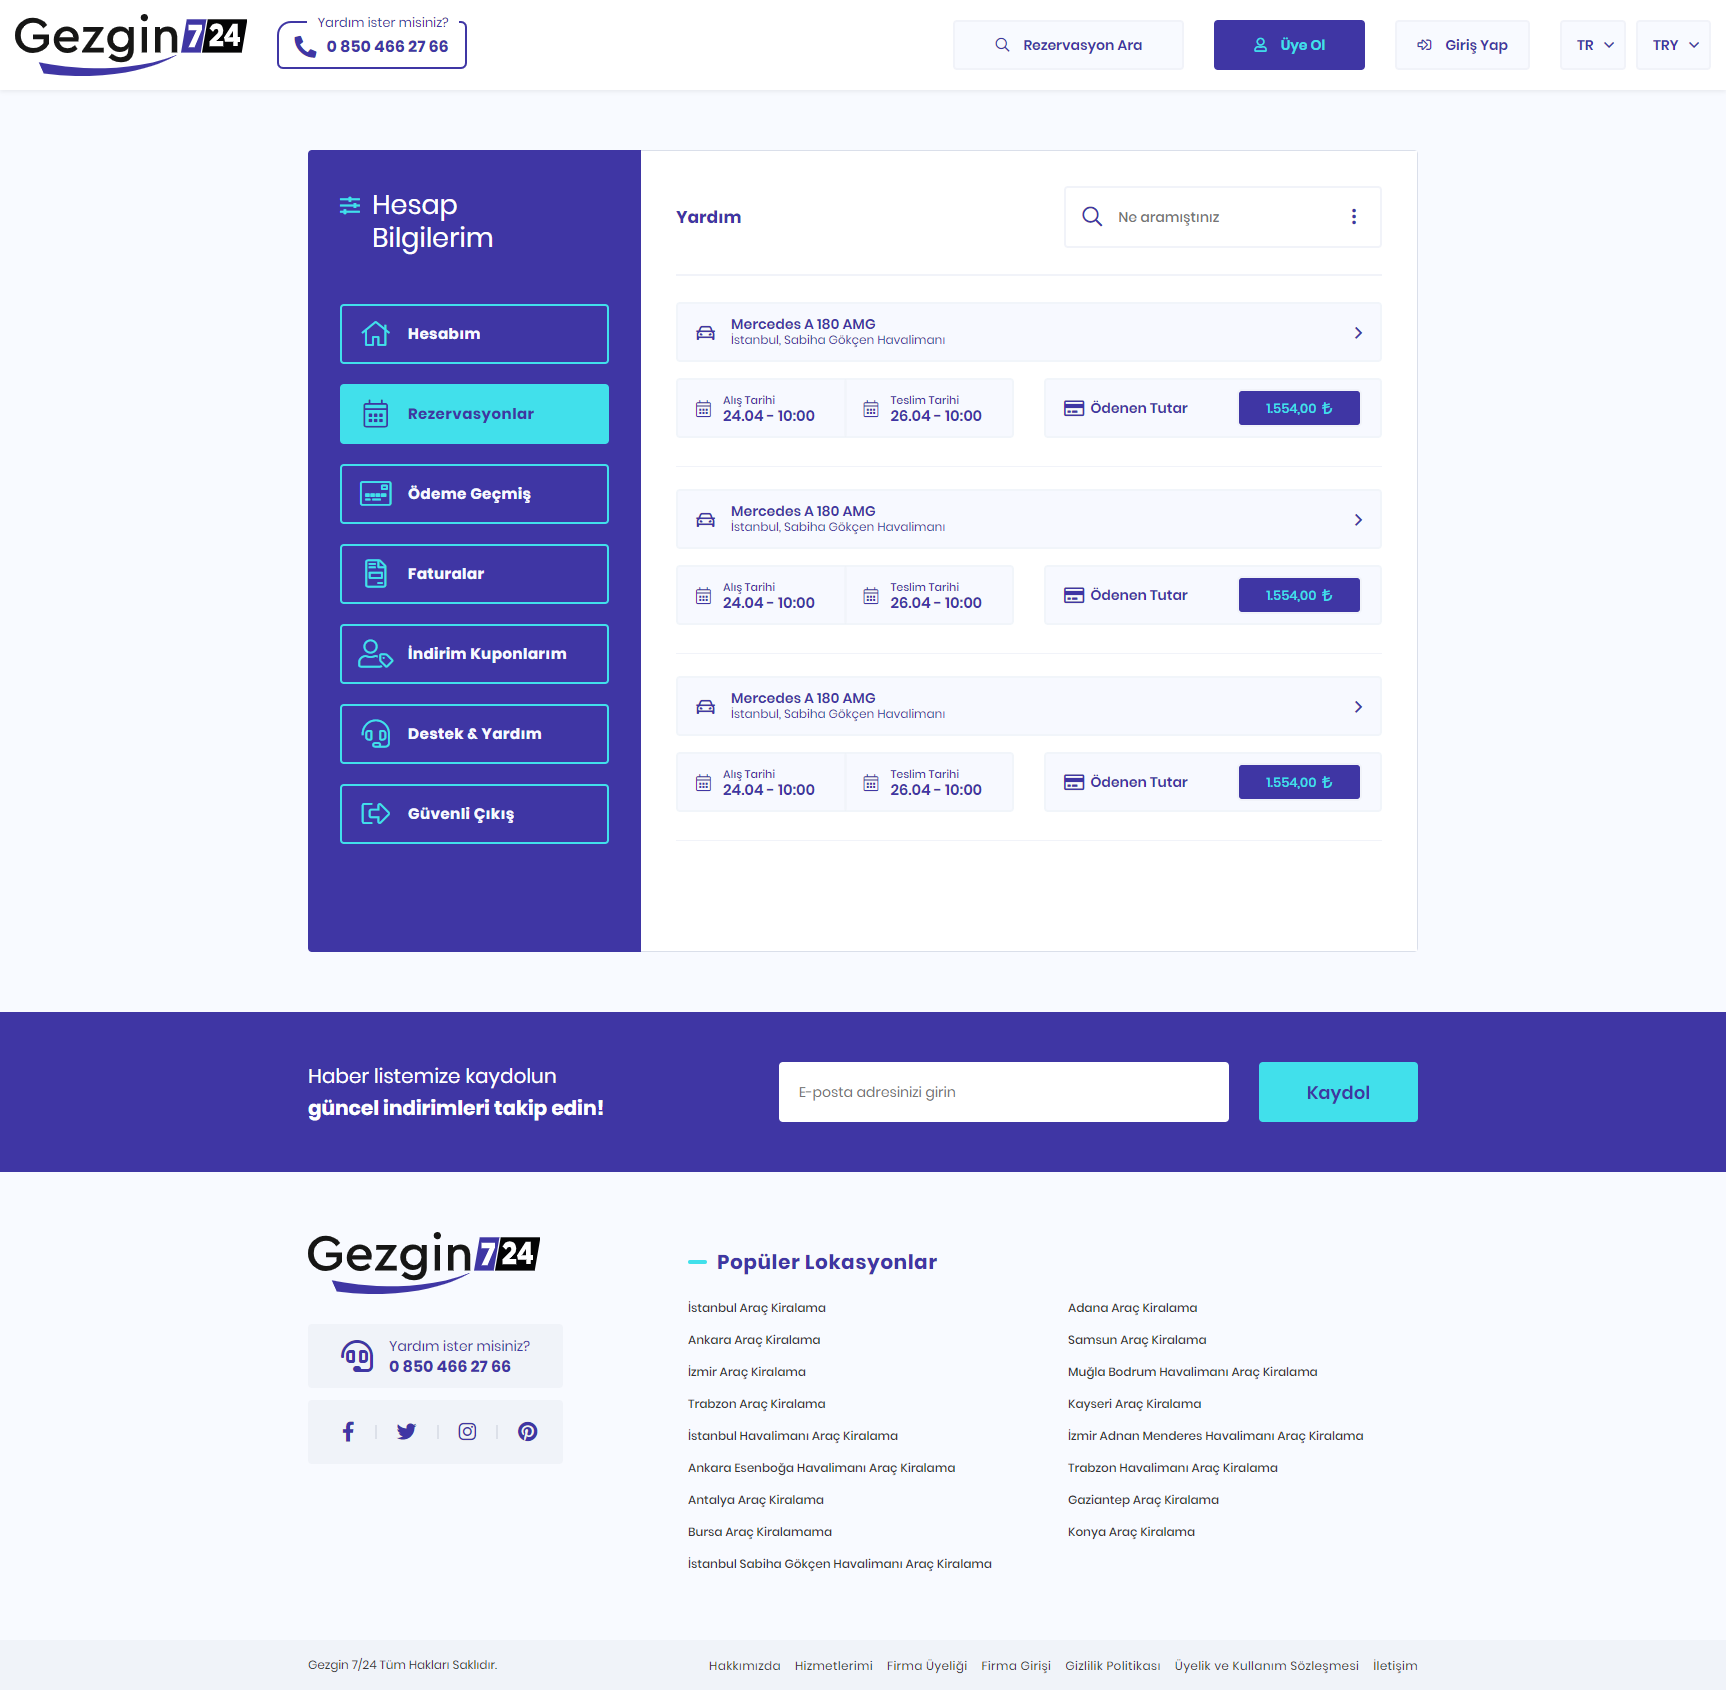 Gezgin 7 24
Yardım ister misiniz?
0 850 466 27 66
Rezervasyon Ara
Üye Ol
Giriş Yap
TR
TRY
Hesap
Bilgilerim
Hesabım
Rezervasyonlar
Ödeme Geçmiş
Faturalar
İndirim Kuponlarım
Destek & Yardım
Güvenli Çıkış
Yardım
Ne aramıştınız
Mercedes A 180 AMG
İstanbul, Sabiha Gökçen Havalimanı
Alış Tarihi
24.04 - 10:00
Teslim Tarihi
26.04 - 10:00
Ödenen Tutar
1.554,00 ₺
Mercedes A 180 AMG
İstanbul, Sabiha Gökçen Havalimanı
Alış Tarihi
24.04 - 10:00
Teslim Tarihi
26.04 - 10:00
Ödenen Tutar
1.554,00 ₺
Mercedes A 180 AMG
İstanbul, Sabiha Gökçen Havalimanı
Alış Tarihi
24.04 - 10:00
Teslim Tarihi
26.04 - 10:00
Ödenen Tutar
1.554,00 ₺
Haber listemize kaydolun
güncel indirimleri takip edin!
E-posta adresinizi girin
Kaydol
Gezgin 7 24
Yardım ister misiniz?
0 850 466 27 66
Popüler Lokasyonlar
İstanbul Araç Kiralama
Ankara Araç Kiralama
İzmir Araç Kiralama
Trabzon Araç Kiralama
İstanbul Havalimanı Araç Kiralama
Ankara Esenboğa Havalimanı Araç Kiralama
Antalya Araç Kiralama
Bursa Araç Kiralamama
İstanbul Sabiha Gökçen Havalimanı Araç Kiralama
Adana Araç Kiralama
Samsun Araç Kiralama
Muğla Bodrum Havalimanı Araç Kiralama
Kayseri Araç Kiralama
İzmir Adnan Menderes Havalimanı Araç Kiralama
Trabzon Havalimanı Araç Kiralama
Gaziantep Araç Kiralama
Konya Araç Kiralama
Gezgin 7/24 Tüm Hakları Saklıdır.
Hakkımızda Hizmetlerimi Firma Üyeliği Firma Girişi Gizlilik Politikası Üyelik ve Kullanım Sözleşmesi İletişim